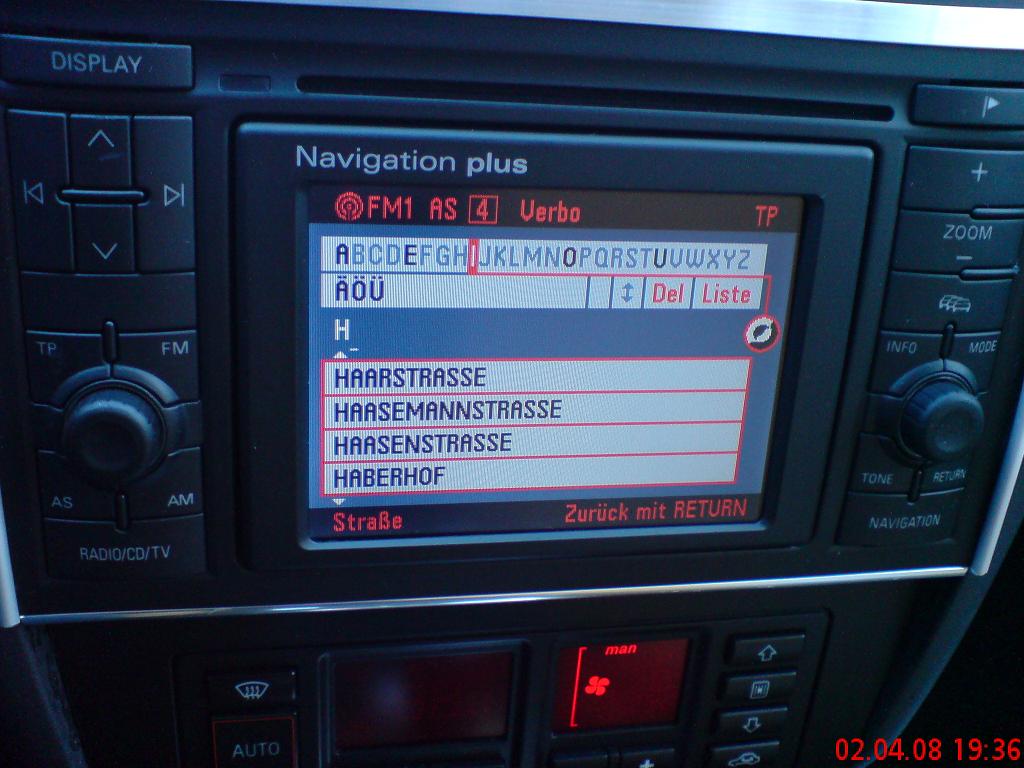 DISPLAY
Navigation plus
FM1 AS 4 Verbo TP
ABCDEFGHIJKLMNOPQRSTUVWXYZ
ÄÖÜ Del Liste
H_
HAARSTRASSE
HAASEMANNSTRASSE
HAASENSTRASSE
HABERHOF
Straße Zurück mit RETURN
TP FM
AS AM
RADIO/CD/TV
+
ZOOM
−
INFO MODE
TONE RETURN
NAVIGATION
man
AUTO
+
02.04.08 19:36